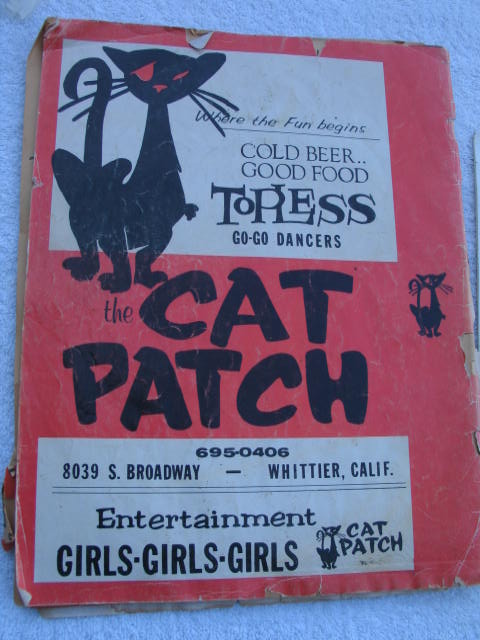 Where the Fun begins
COLD BEER..
GOOD FOOD
TOPLESS
GO-GO DANCERS
the CAT
PATCH
695-0406
8039 S. BROADWAY — WHITTIER, CALIF.
Entertainment
GIRLS-GIRLS-GIRLS
CAT
PATCH